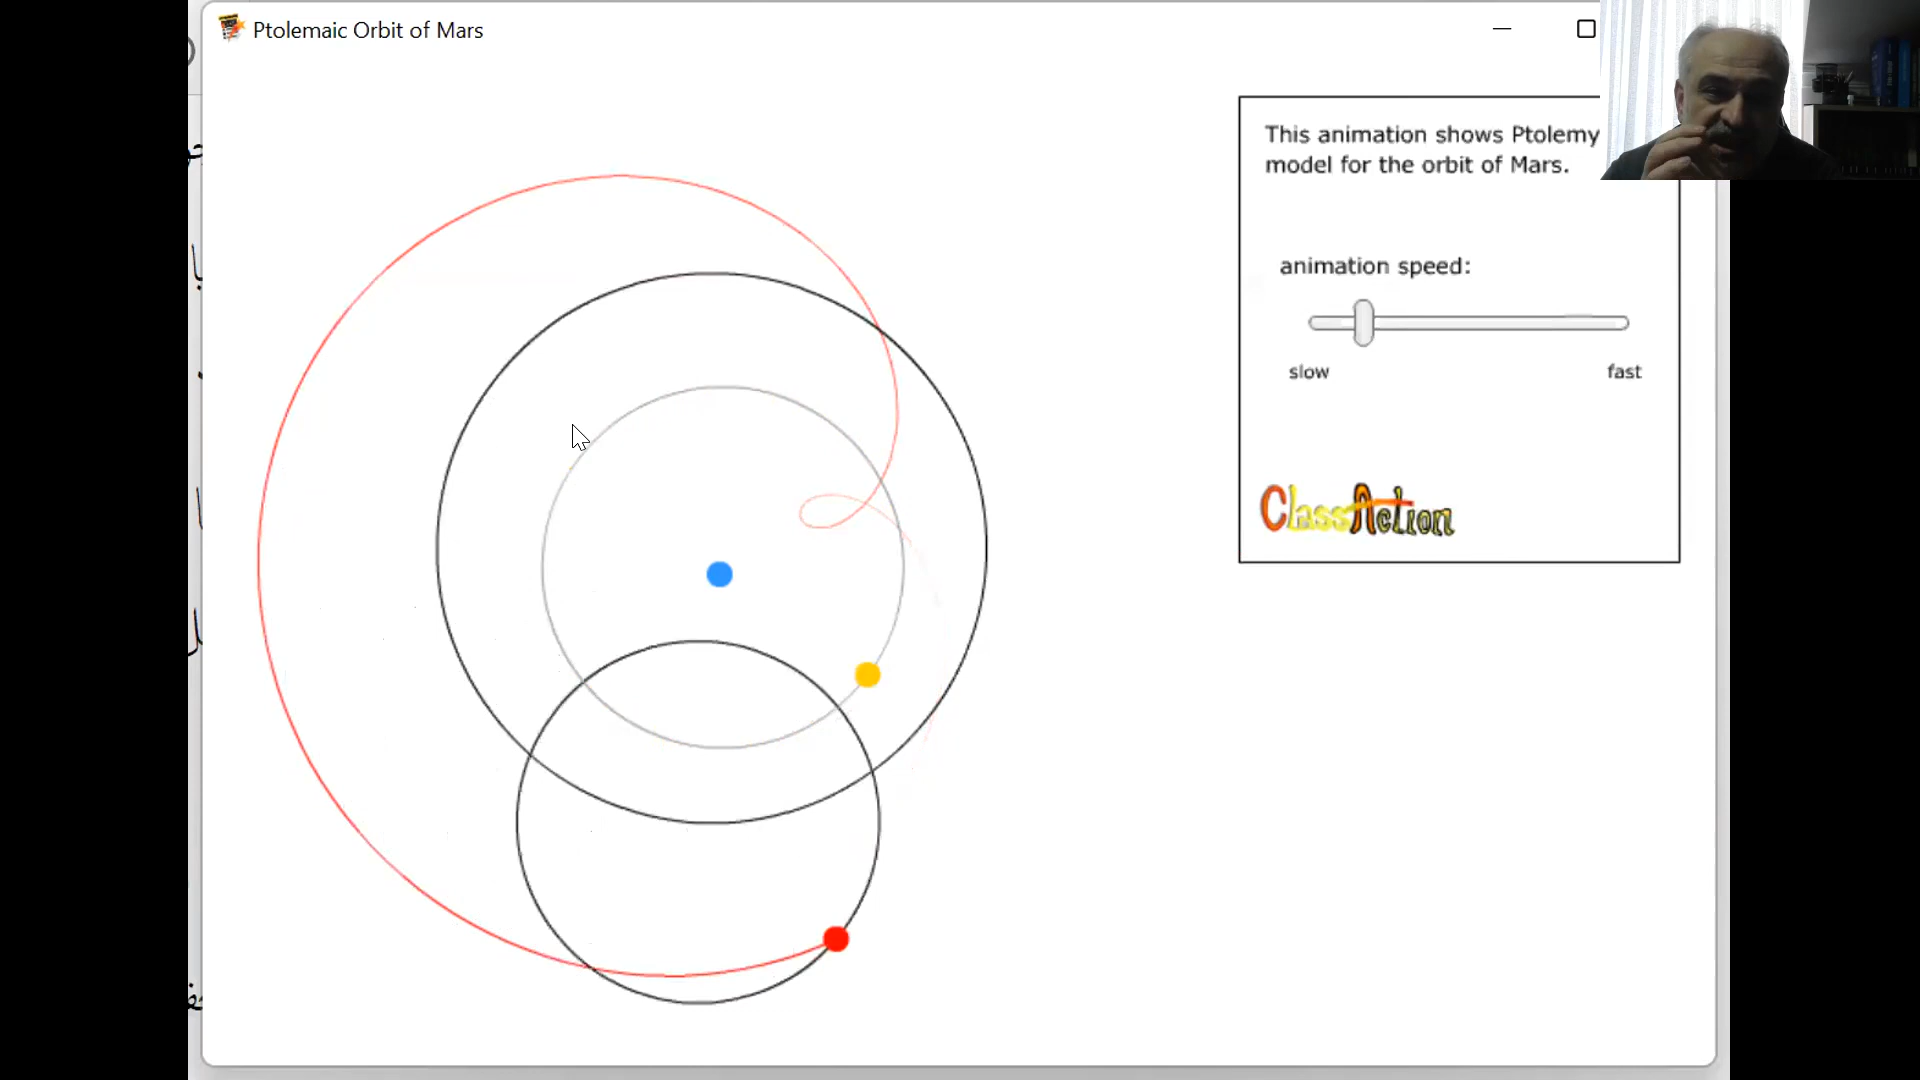 Ptolemaic Orbit of Mars
This animation shows Ptolemy
model for the orbit of Mars.
animation speed:
slow fast
ClassAction